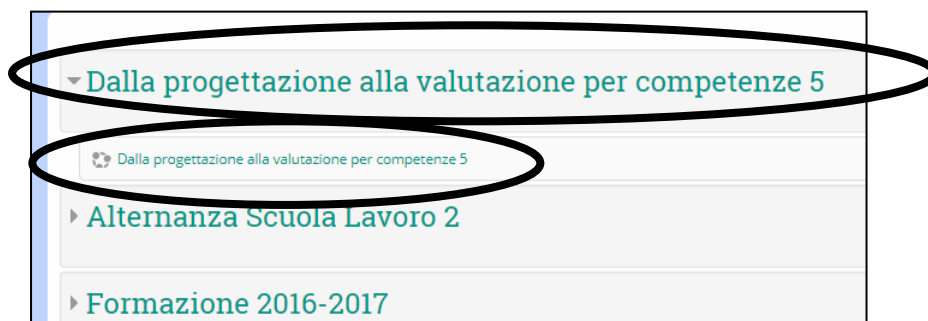 Dalla progettazione alla valutazione per competenze 5
Dalla progettazione alla valutazione per competenze 5
Alternanza Scuola Lavoro 2
Formazione 2016-2017